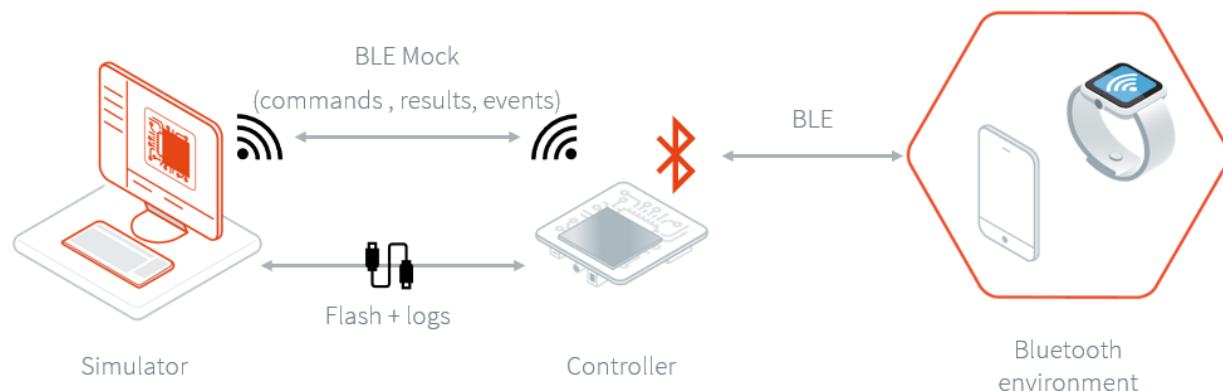 BLE Mock
(commands , results, events)
BLE
Flash + logs
Simulator
Controller
Bluetooth
environment